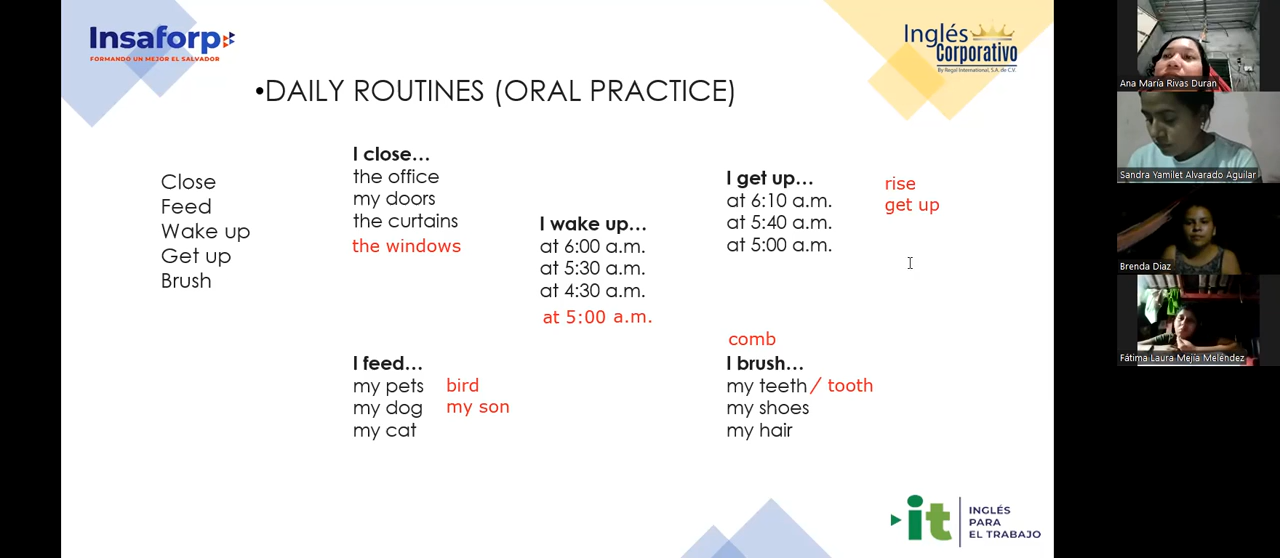 Insaforp
FORMANDO UN MEJOR EL SALVADOR
Inglés
Corporativo
By Regal International, S.A. de C.V.
•DAILY ROUTINES (ORAL PRACTICE)
Close
Feed
Wake up
Get up
Brush
I close...
the office
my doors
the curtains
the windows
I wake up...
at 6:00 a.m.
at 5:30 a.m.
at 4:30 a.m.
at 5:00 a.m.
I get up...
at 6:10 a.m.
at 5:40 a.m.
at 5:00 a.m.
rise
get up
I feed...
my pets bird
my dog my son
my cat
comb
I brush...
my teeth / tooth
my shoes
my hair
it
INGLÉS
PARA
EL TRABAJO
Ana María Rivas Duran
Sandra Yamilet Alvarado Aguilar
Brenda Diaz
Fátima Laura Mejía Meléndez